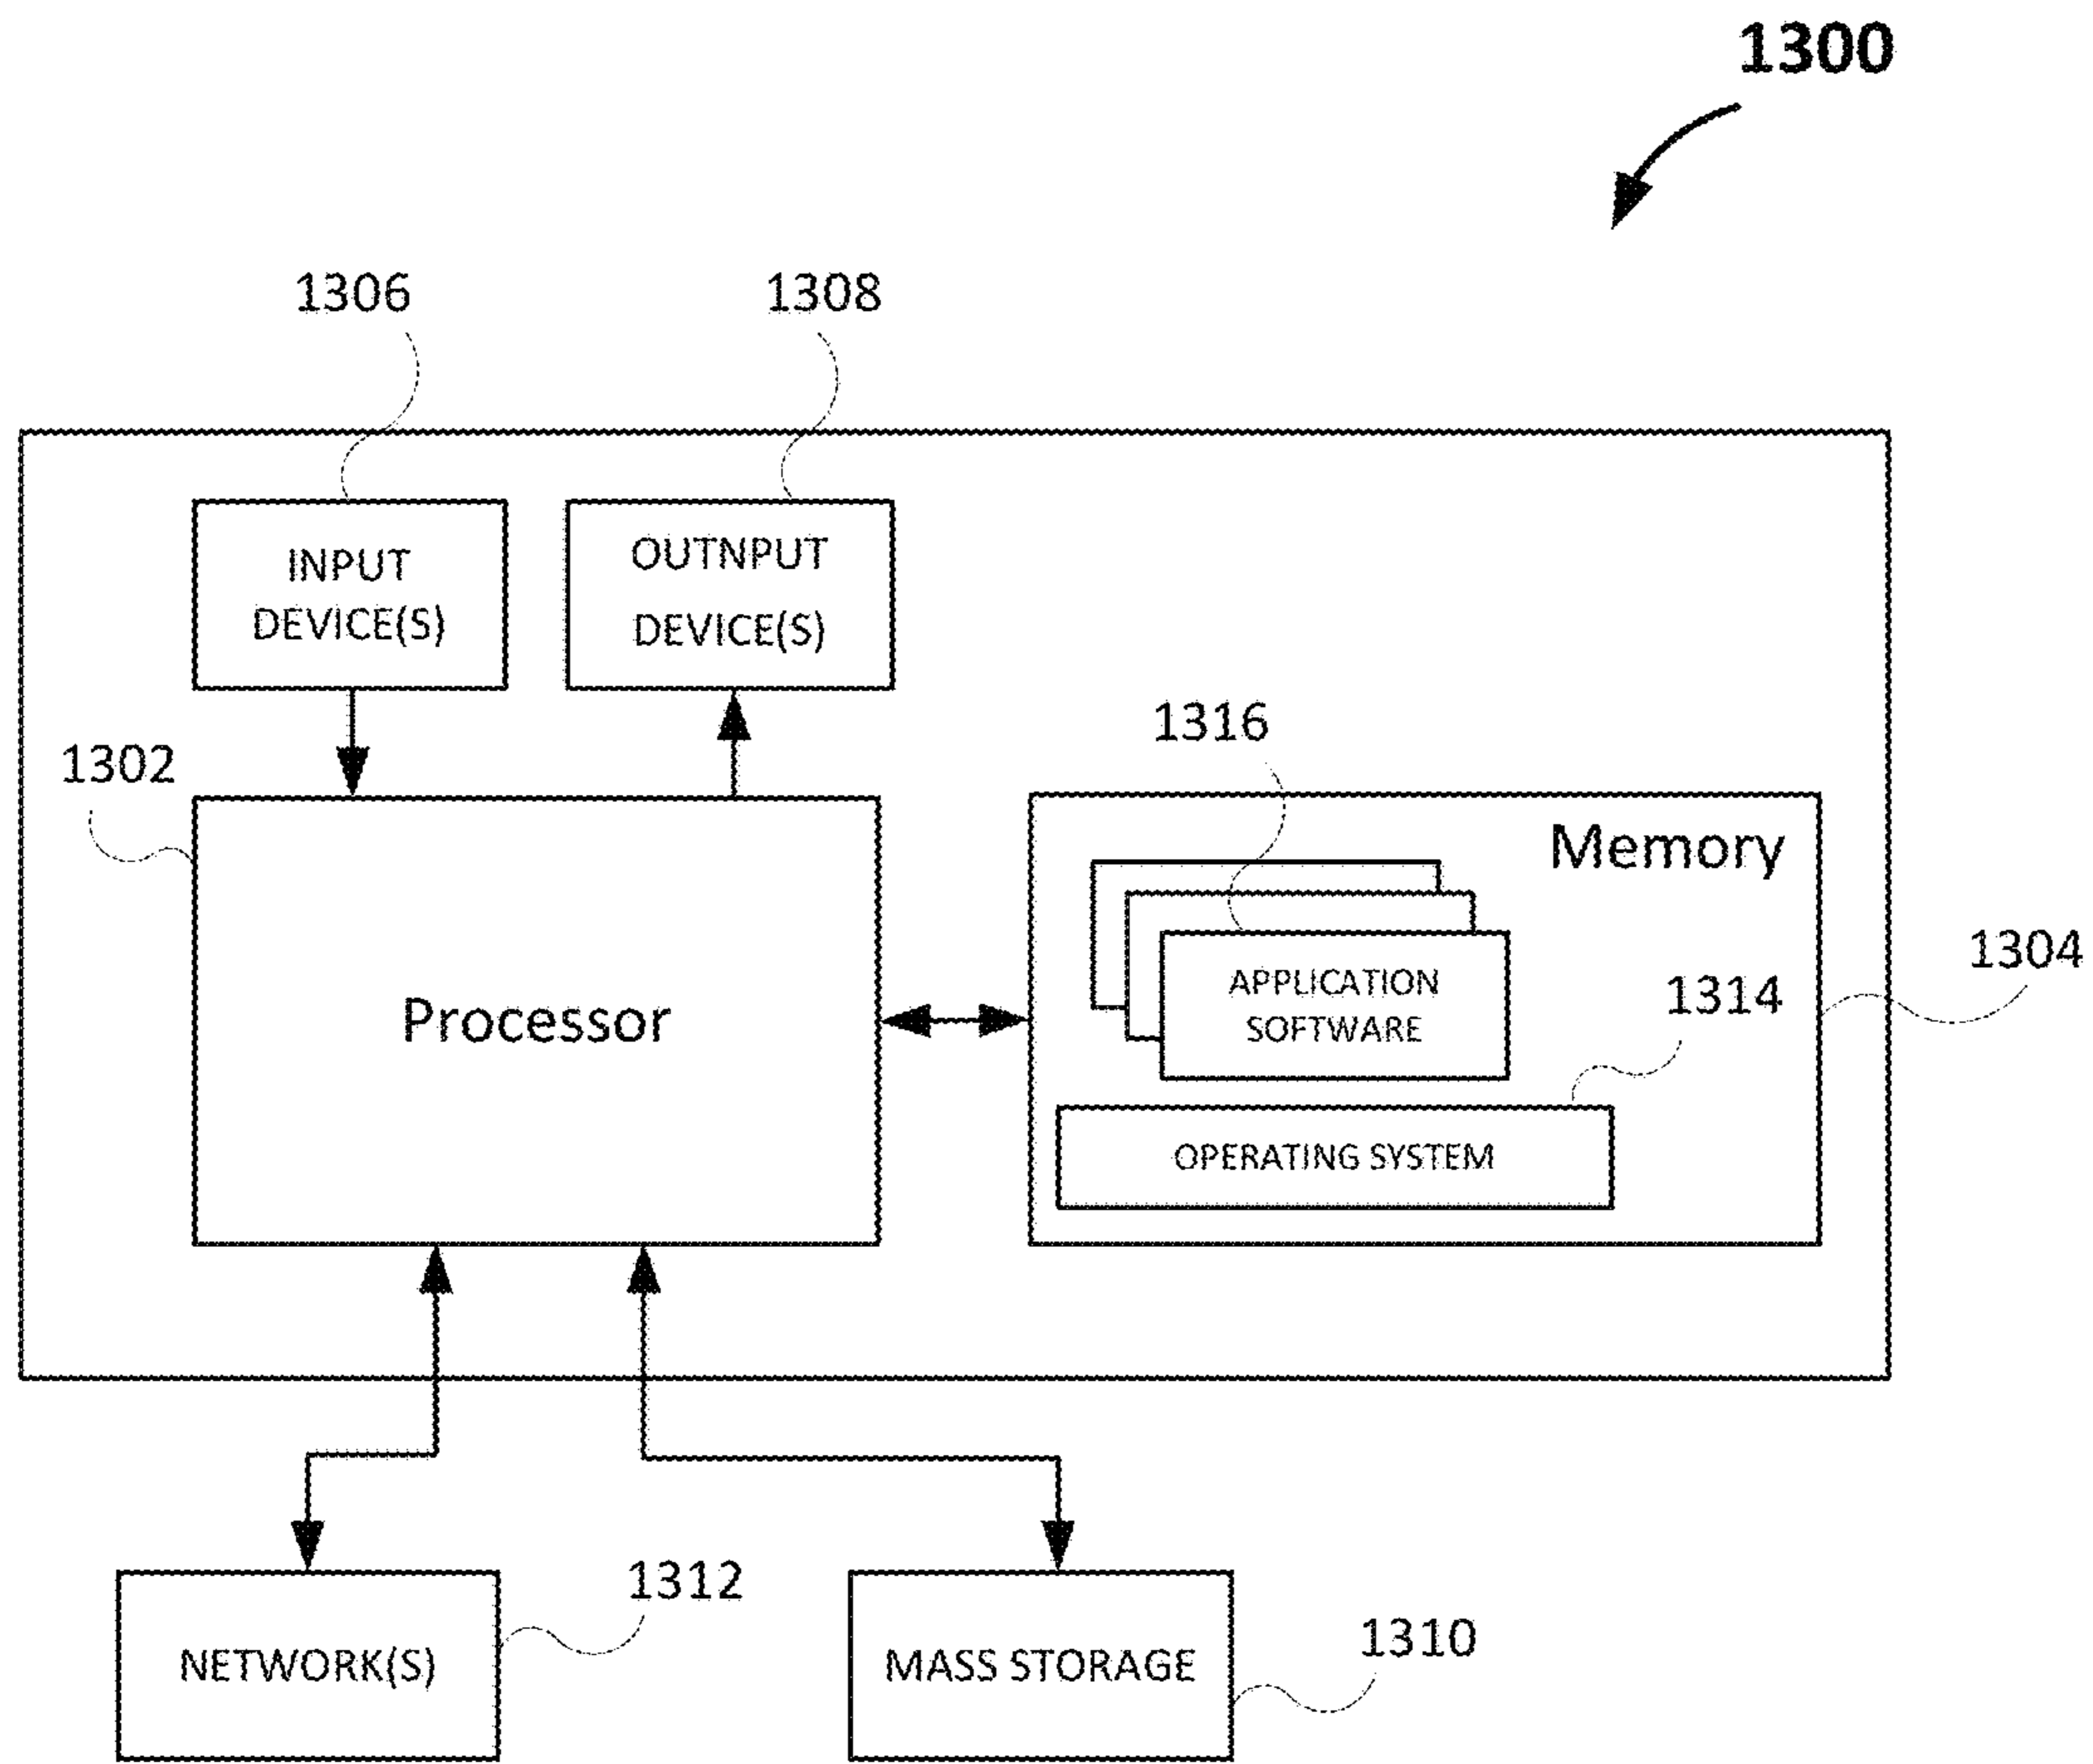 1300
1306
1308
INPUT
DEVICE(S)
OUTNPUT
DEVICE(S)
1302
1316
Memory
Processor
APPLICATION
SOFTWARE
1304
1314
OPERATING SYSTEM
1312
NETWORK(S)
MASS STORAGE
1310